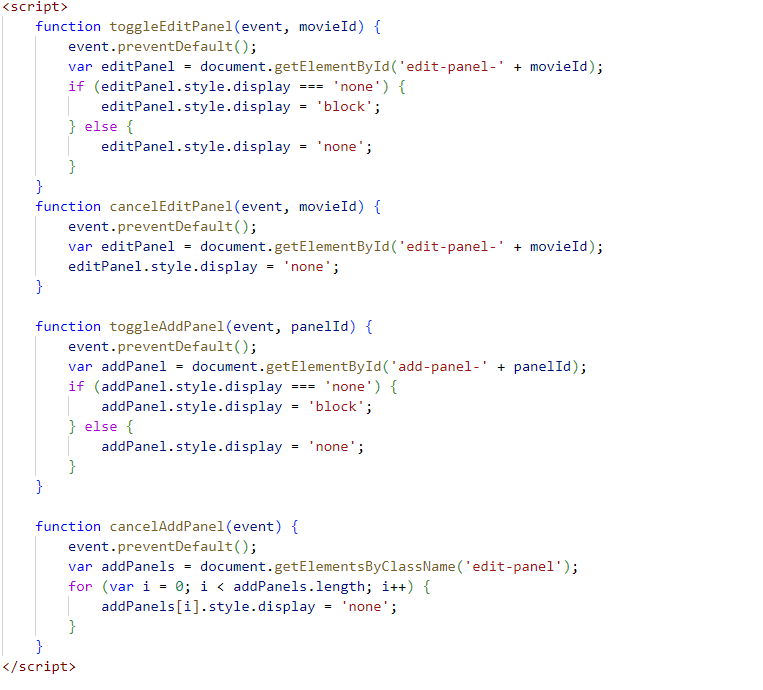 <script>
    function toggleEditPanel(event, movieId) {
        event.preventDefault();
        var editPanel = document.getElementById('edit-panel-' + movieId);
        if (editPanel.style.display === 'none') {
            editPanel.style.display = 'block';
        } else {
            editPanel.style.display = 'none';
        }
    }
    function cancelEditPanel(event, movieId) {
        event.preventDefault();
        var editPanel = document.getElementById('edit-panel-' + movieId);
        editPanel.style.display = 'none';
    }

    function toggleAddPanel(event, panelId) {
        event.preventDefault();
        var addPanel = document.getElementById('add-panel-' + panelId);
        if (addPanel.style.display === 'none') {
            addPanel.style.display = 'block';
        } else {
            addPanel.style.display = 'none';
        }
    }

    function cancelAddPanel(event) {
        event.preventDefault();
        var addPanels = document.getElementsByClassName('edit-panel');
        for (var i = 0; i < addPanels.length; i++) {
            addPanels[i].style.display = 'none';
        }
    }
</script>